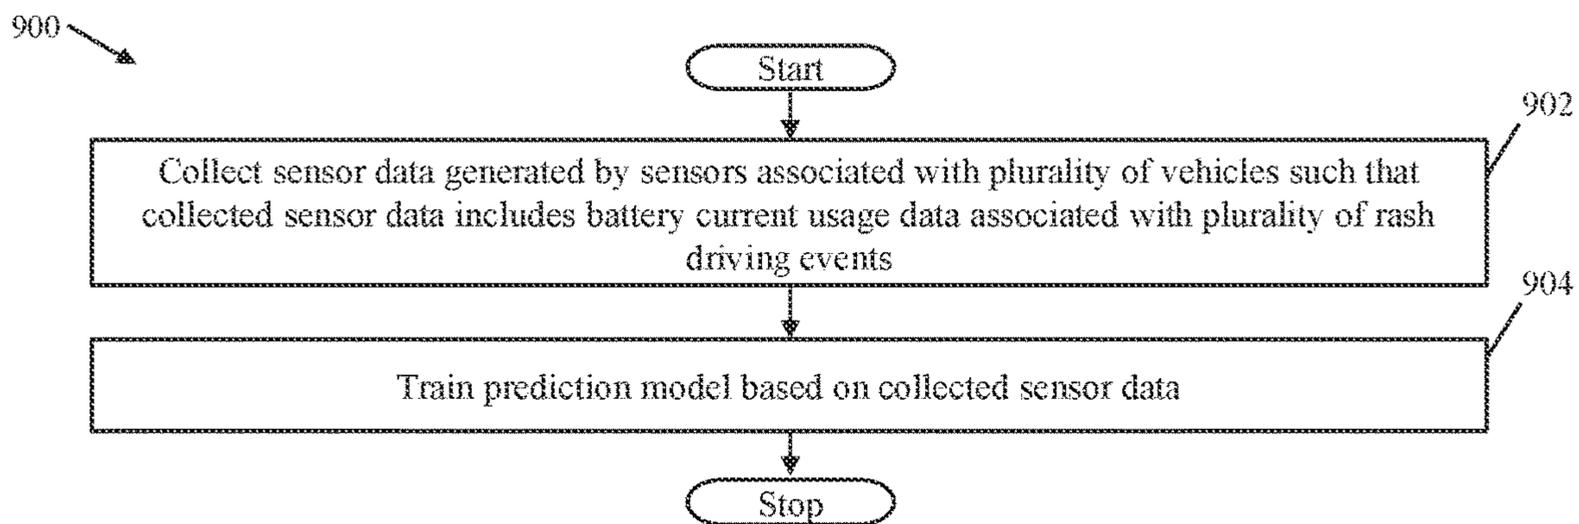 900
Start
902
Collect sensor data generated by sensors associated with plurality of vehicles such that
collected sensor data includes battery current usage data associated with plurality of rash
driving events
904
Train prediction model based on collected sensor data
Stop